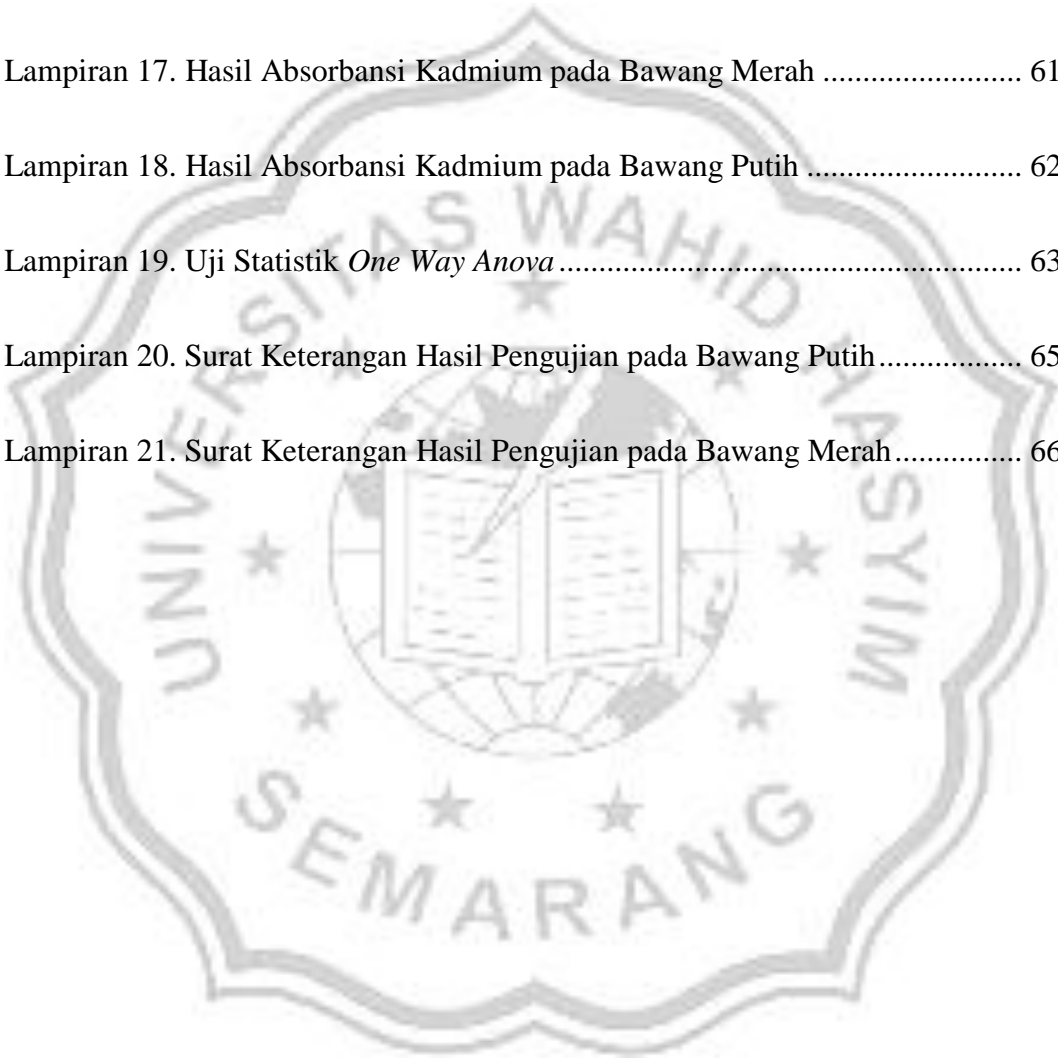 Lampiran 17. Hasil Absorbansi Kadmium pada Bawang Merah ........................ 61
Lampiran 18. Hasil Absorbansi Kadmium pada Bawang Putih .......................... 62
Lampiran 19. Uji Statistik One Way Anova .................................................... 63
Lampiran 20. Surat Keterangan Hasil Pengujian pada Bawang Putih ................. 65
Lampiran 21. Surat Keterangan Hasil Pengujian pada Bawang Merah ............... 66
UNIVERSITAS WAHID HASYIM
SEMARANG